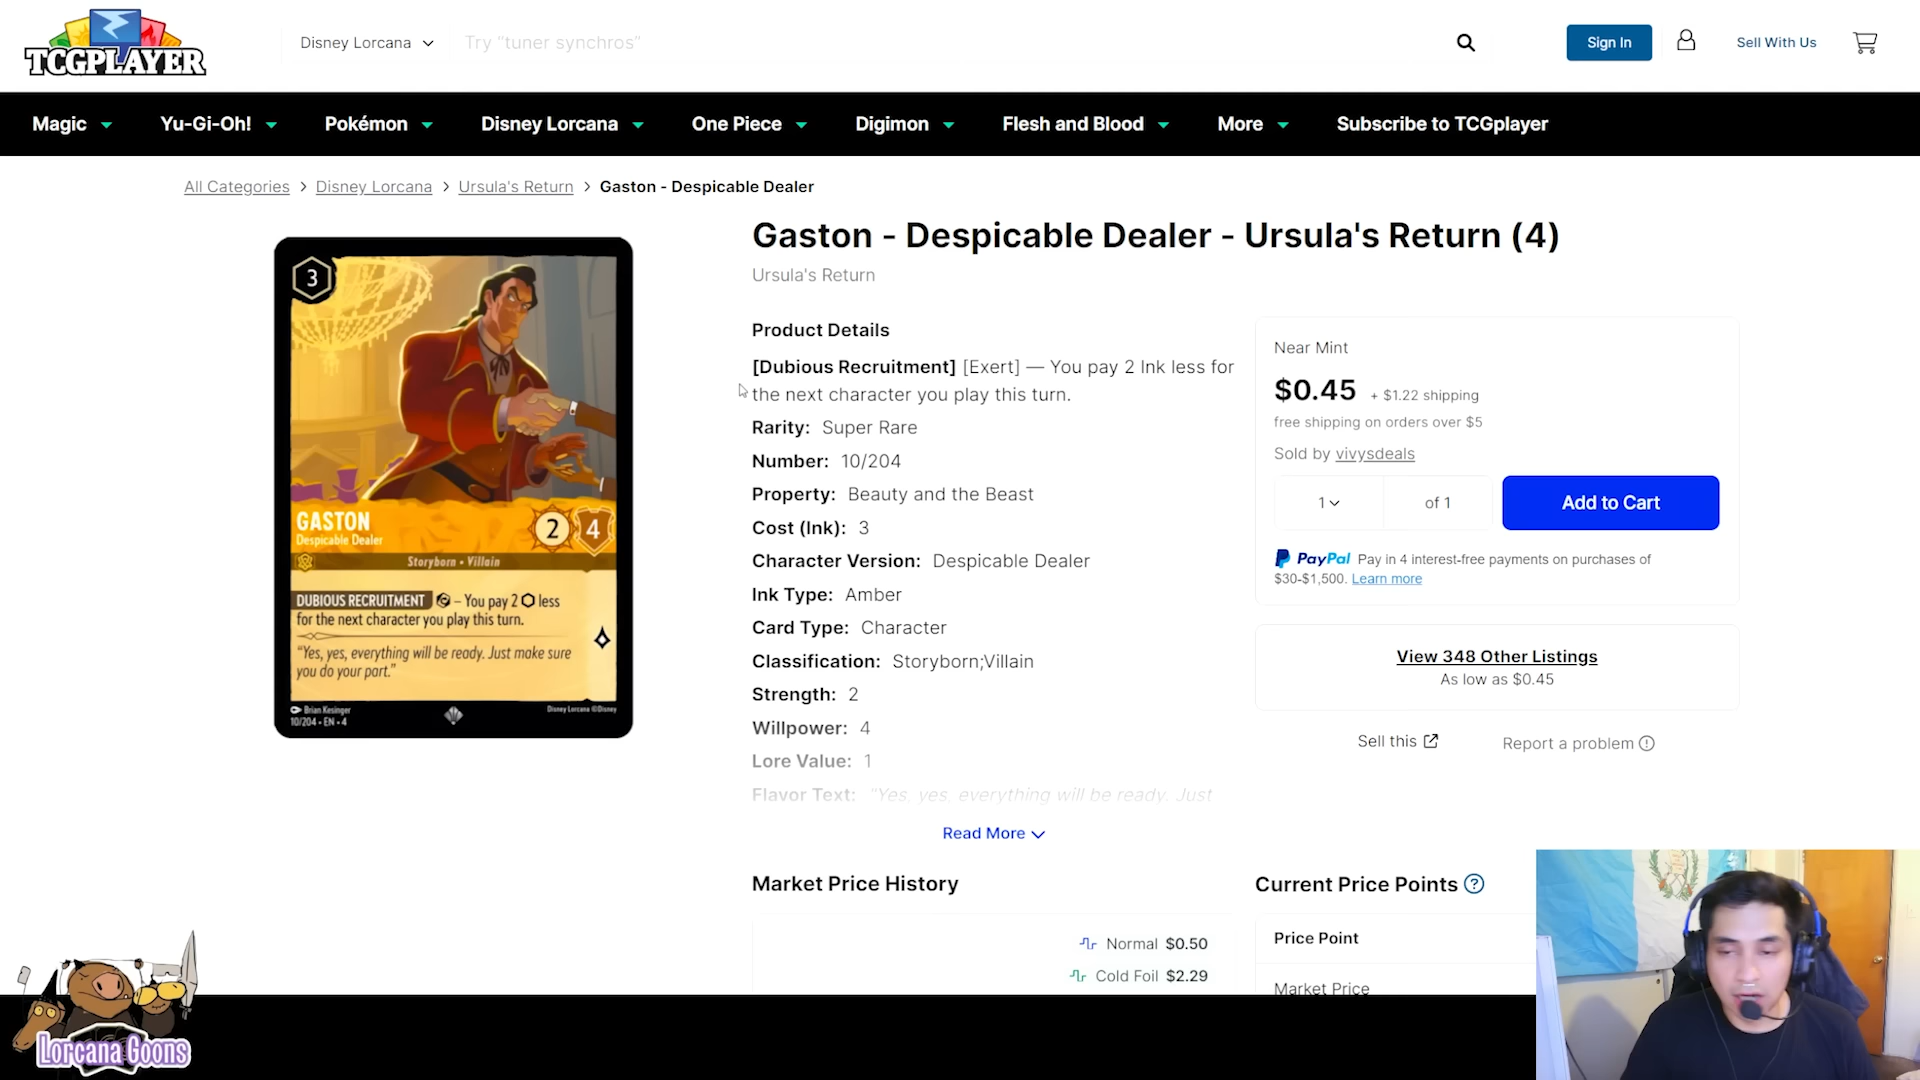 TCGPLAYER
Disney Lorcana
Try "tuner synchros"
Sign In
Sell With Us
Magic
Yu-Gi-Oh!
Pokémon
Disney Lorcana
One Piece
Digimon
Flesh and Blood
More
Subscribe to TCGplayer
All Categories > Disney Lorcana > Ursula's Return > Gaston - Despicable Dealer
3
GASTON
Despicable Dealer
2
4
Storyborn • Villain
DUBIOUS RECRUITMENT – You pay 2 less
for the next character you play this turn.
"Yes, yes, everything will be ready. Just make sure
you do your part."
Brian Kesinger
10/204 • EN • 4
Disney Lorcana ©Disney
Gaston - Despicable Dealer - Ursula's Return (4)
Ursula's Return
Product Details
[Dubious Recruitment] [Exert] — You pay 2 Ink less for
the next character you play this turn.
Rarity: Super Rare
Number: 10/204
Property: Beauty and the Beast
Cost (Ink): 3
Character Version: Despicable Dealer
Ink Type: Amber
Card Type: Character
Classification: Storyborn;Villain
Strength: 2
Willpower: 4
Lore Value: 1
Flavor Text: "Yes, yes, everything will be ready. Just
Read More
Near Mint
$0.45 + $1.22 shipping
free shipping on orders over $5
Sold by vivysdeals
1
of 1
Add to Cart
PayPal Pay in 4 interest-free payments on purchases of
$30-$1,500. Learn more
View 348 Other Listings
As low as $0.45
Sell this
Report a problem
Market Price History
Normal $0.50
Cold Foil $2.29
Current Price Points
Price Point
Market Price
Lorcana Goons